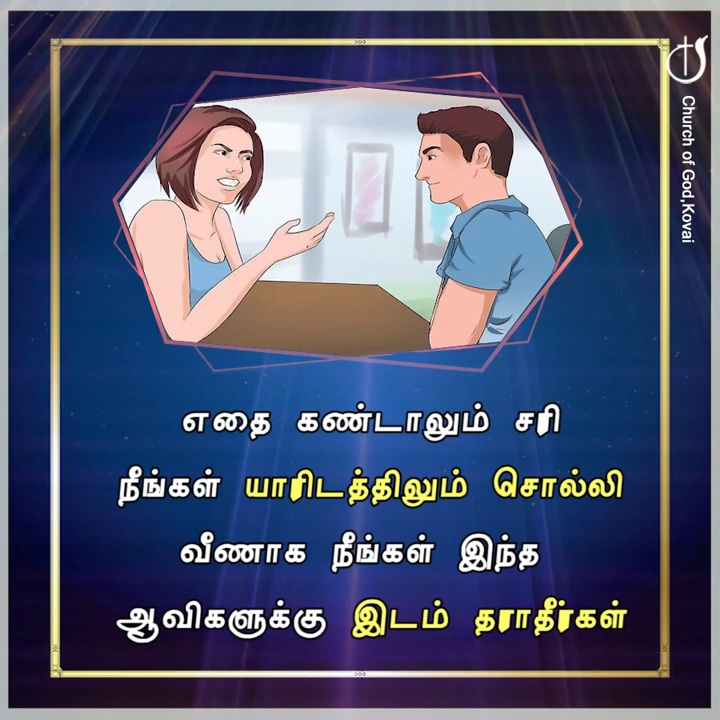 Church of God,Kovai
எதை கண்டாலும் சரி
நீங்கள் யாரிடத்திலும் சொல்லி
வீணாக நீங்கள் இந்த
ஆவிகளுக்கு இடம் தராதீர்கள்